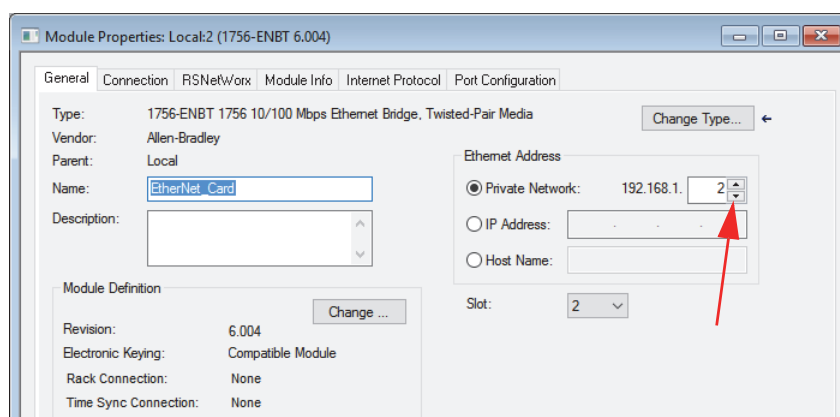 Module Properties: Local:2 (1756-ENBT 6.004)
General Connection RSNetWorx Module Info Internet Protocol Port Configuration
Type: 1756-ENBT 1756 10/100 Mbps Ethernet Bridge, Twisted-Pair Media
Change Type...
Vendor: Allen-Bradley
Parent: Local
Name: EtherNet_Card
Description:
Ethernet Address
Private Network: 192.168.1. 2
IP Address: . . .
Host Name:
Slot: 2
Module Definition
Change ...
Revision: 6.004
Electronic Keying: Compatible Module
Rack Connection: None
Time Sync Connection: None